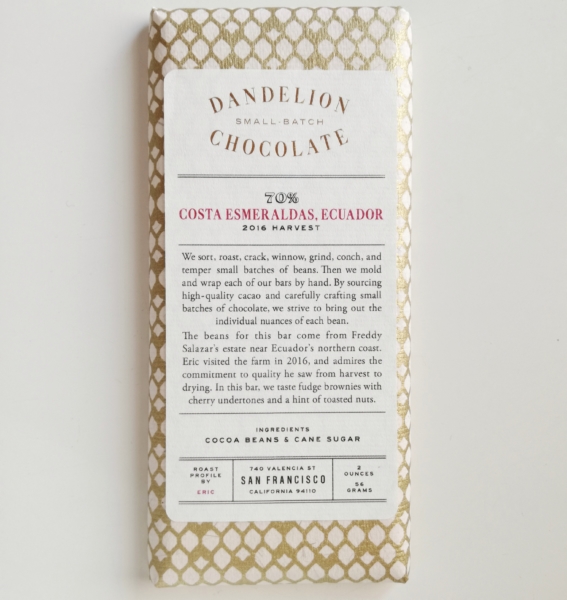 DANDELION
SMALL-BATCH
CHOCOLATE
70%
COSTA ESMERALDAS, ECUADOR
2016 HARVEST
We sort, roast, crack, winnow, grind, conch, and
temper small batches of beans. Then we mold
and wrap each of our bars by hand. By sourcing
high-quality cacao and carefully crafting small
batches of chocolate, we strive to bring out the
individual nuances of each bean.
The beans for this bar come from Freddy
Salazar's estate near Ecuador's northern coast.
Eric visited the farm in 2016, and admires the
commitment to quality he saw from harvest to
drying. In this bar, we taste fudge brownies with
cherry undertones and a hint of toasted nuts.
INGREDIENTS
COCOA BEANS & CANE SUGAR
ROAST
PROFILE
BY
ERIC
740 VALENCIA ST
SAN FRANCISCO
CALIFORNIA 94110
2
OUNCES
56
GRAMS